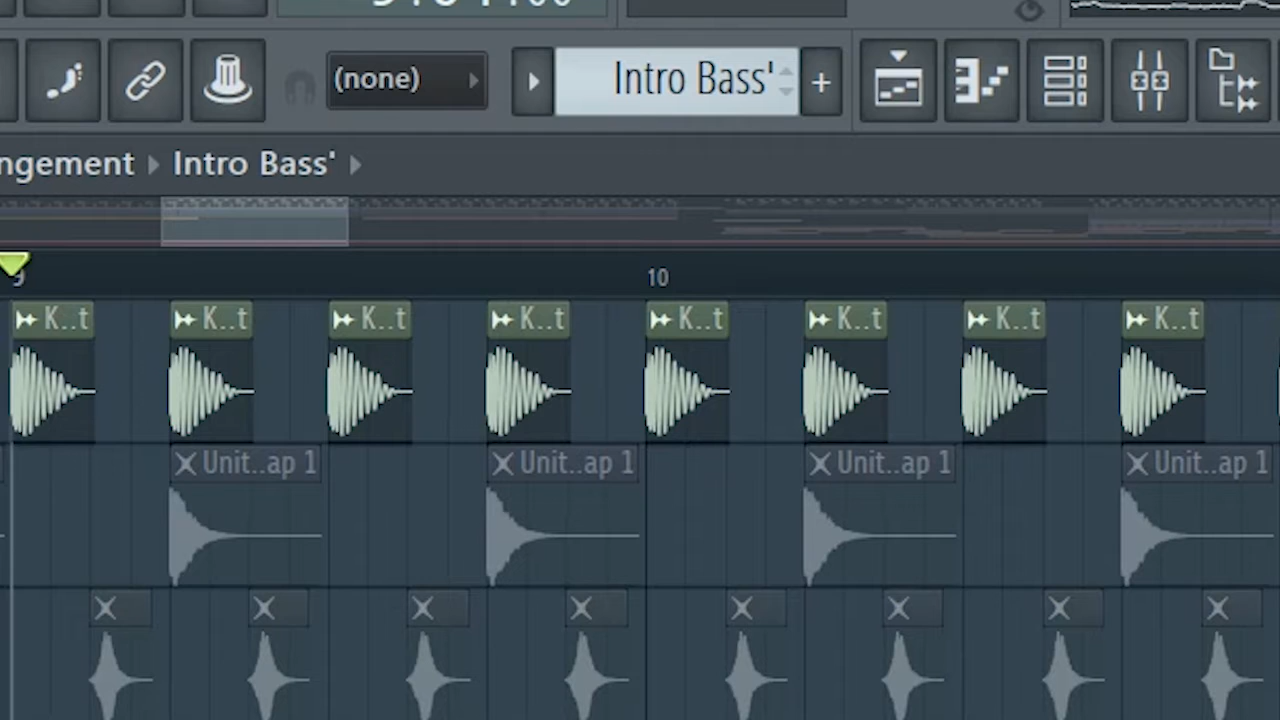 (none)
Intro Bass'
+
ngement Intro Bass'
9 10
K..t K..t K..t K..t K..t K..t K..t K..t
Unit..ap 1 Unit..ap 1 Unit..ap 1 Unit..ap 1